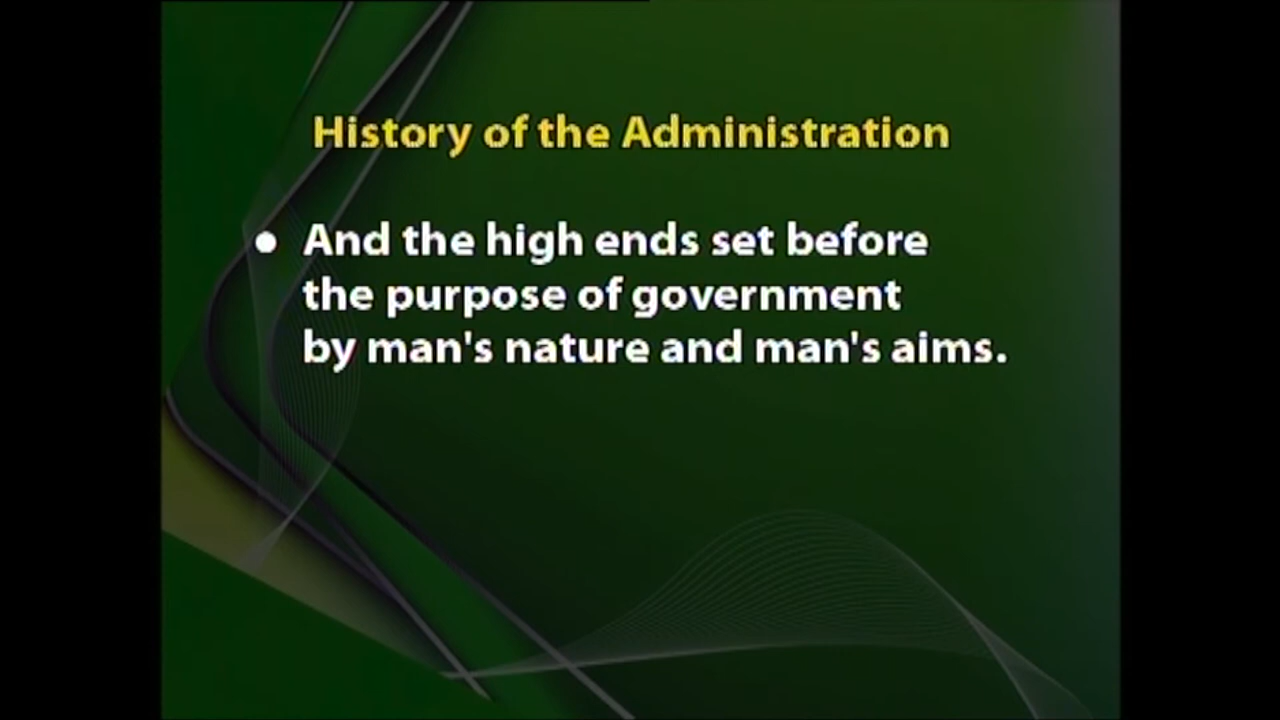 History of the Administration
● And the high ends set before
the purpose of government
by man's nature and man's aims.